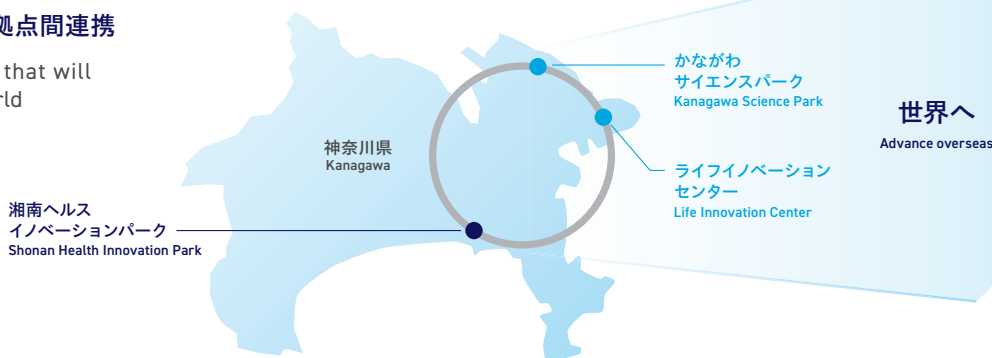 拠点間連携
that will
rld
神奈川県
Kanagawa
かながわ
サイエンスパーク
Kanagawa Science Park
世界へ
Advance overseas
ライフイノベーション
センター
Life Innovation Center
湘南ヘルス
イノベーションパーク
Shonan Health Innovation Park